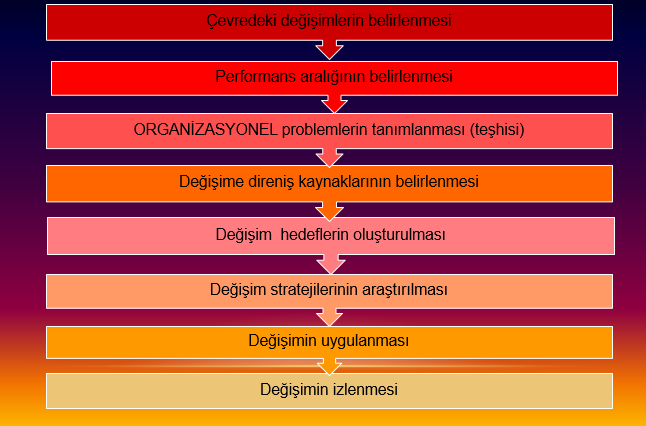 Çevredeki değişimlerin belirlenmesi
Performans aralığının belirlenmesi
ORGANİZASYONEL problemlerin tanımlanması (teşhisi)
Değişime direniş kaynaklarının belirlenmesi
Değişim  hedeflerin oluşturulması
Değişim stratejilerinin araştırılması
Değişimin uygulanması
Değişimin izlenmesi